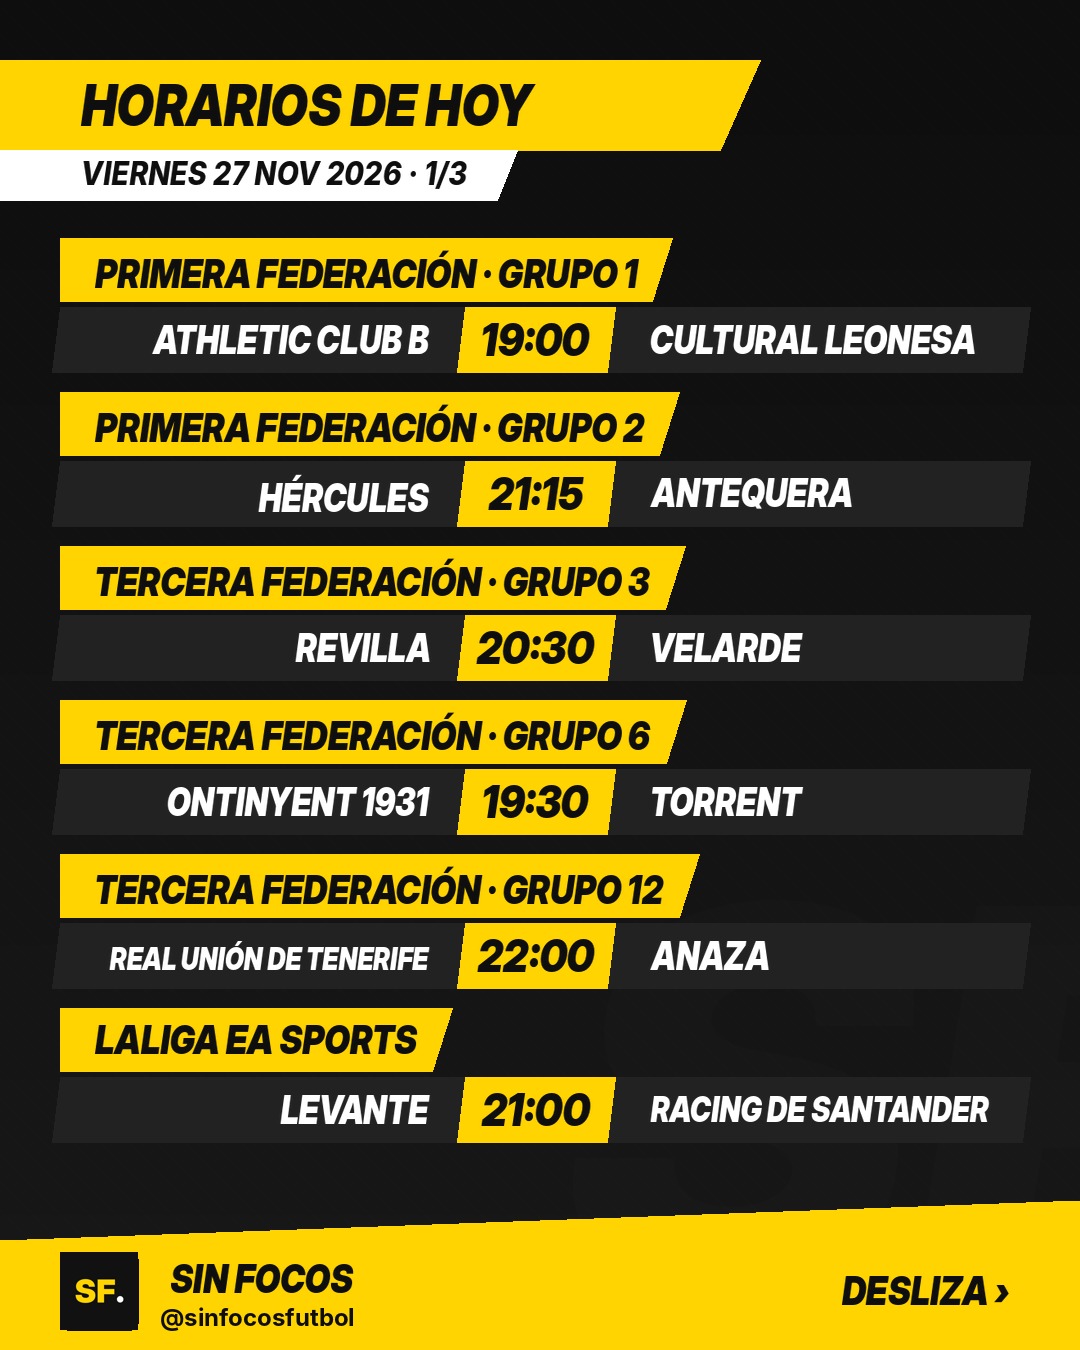 HORARIOS DE HOY
VIERNES 27 NOV 2026 · 1/3
PRIMERA FEDERACIÓN · GRUPO 1
ATHLETIC CLUB B 19:00 CULTURAL LEONESA
PRIMERA FEDERACIÓN · GRUPO 2
HÉRCULES 21:15 ANTEQUERA
TERCERA FEDERACIÓN · GRUPO 3
REVILLA 20:30 VELARDE
TERCERA FEDERACIÓN · GRUPO 6
ONTINYENT 1931 19:30 TORRENT
TERCERA FEDERACIÓN · GRUPO 12
REAL UNIÓN DE TENERIFE 22:00 ANAZA
LALIGA EA SPORTS
LEVANTE 21:00 RACING DE SANTANDER
SF.
SIN FOCOS
@sinfocosfutbol
DESLIZA ›